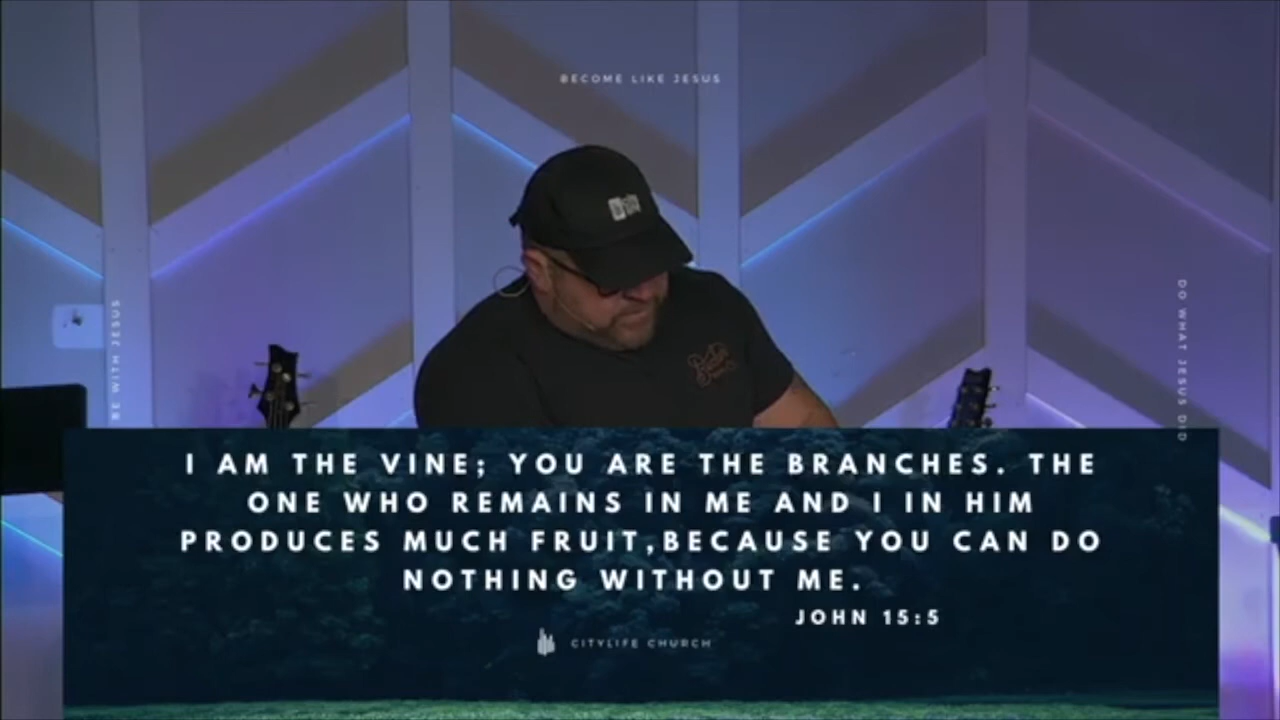 BECOME LIKE JESUS
BE WITH JESUS
DO WHAT JESUS DID
I AM THE VINE; YOU ARE THE BRANCHES. THE
ONE WHO REMAINS IN ME AND I IN HIM
PRODUCES MUCH FRUIT,BECAUSE YOU CAN DO
NOTHING WITHOUT ME.
JOHN 15:5
CITYLIFE CHURCH